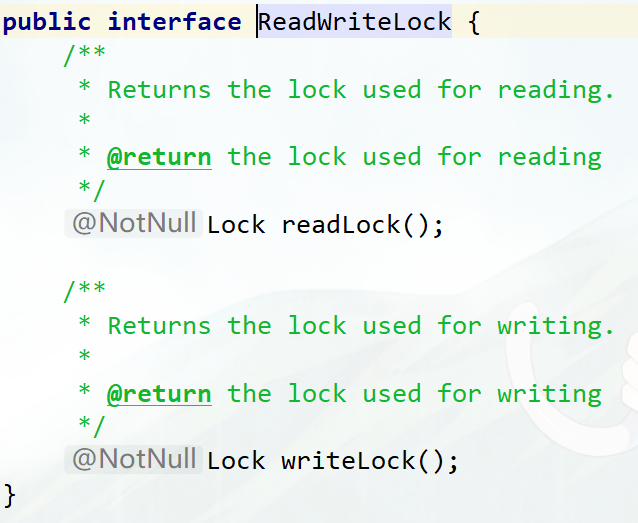 public interface ReadWriteLock {
/**
* Returns the lock used for reading.
*
* @return the lock used for reading
*/
@NotNull Lock readLock();
/**
* Returns the lock used for writing.
*
* @return the lock used for writing
*/
@NotNull Lock writeLock();
}